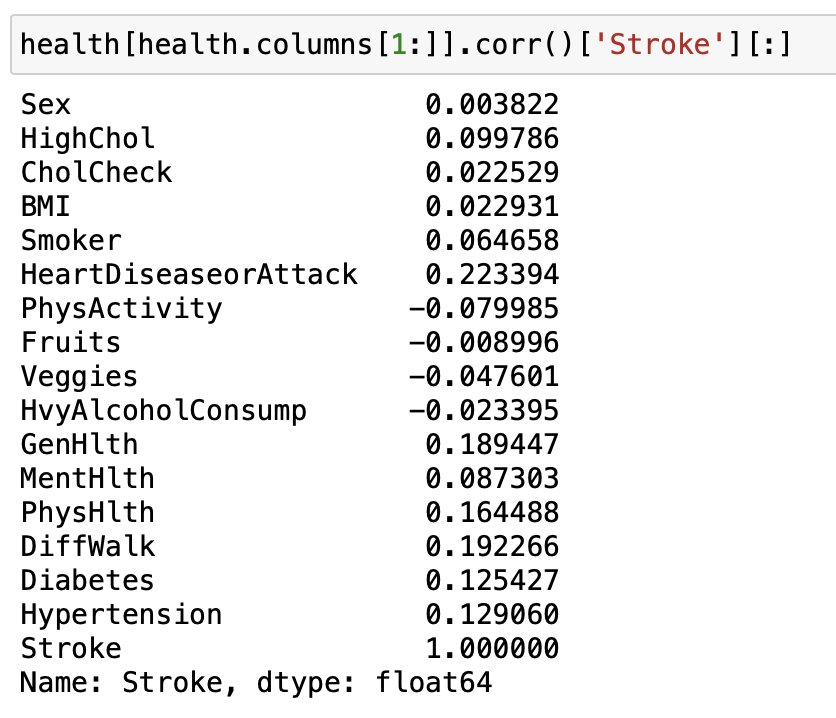 health[health.columns[1:]].corr()['Stroke'][:]
Sex                     0.003822
HighChol                0.099786
CholCheck               0.022529
BMI                     0.022931
Smoker                  0.064658
HeartDiseaseorAttack    0.223394
PhysActivity           -0.079985
Fruits                 -0.008996
Veggies                -0.047601
HvyAlcoholConsump      -0.023395
GenHlth                 0.189447
MentHlth                0.087303
PhysHlth                0.164488
DiffWalk                0.192266
Diabetes                0.125427
Hypertension            0.129060
Stroke                  1.000000
Name: Stroke, dtype: float64